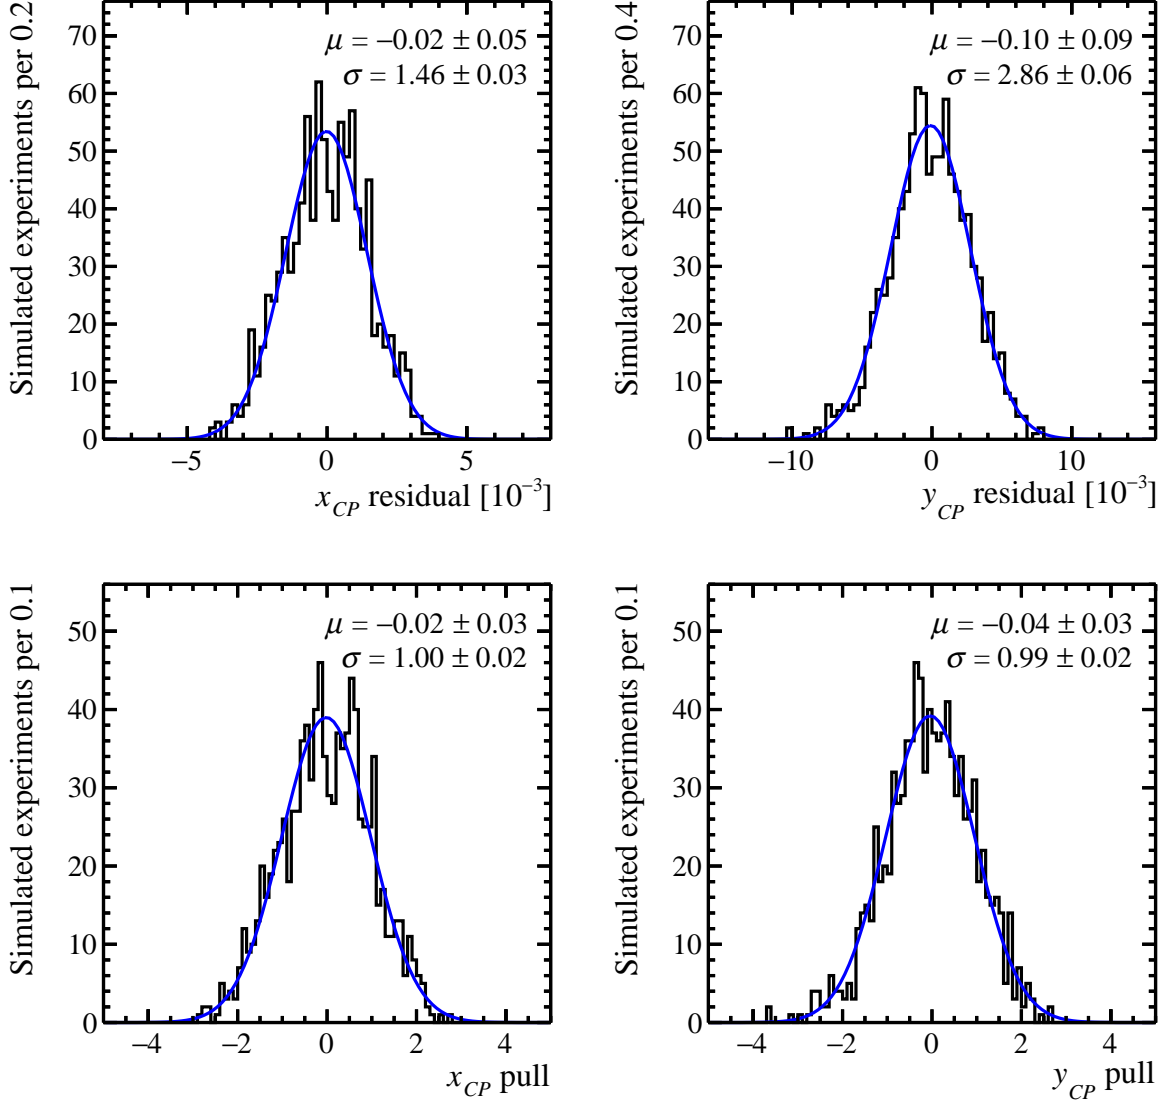 Simulated experiments per 0.2
70
60
50
40
30
20
10
0
μ = −0.02 ± 0.05
σ = 1.46 ± 0.03
−5 0 5
x_CP residual [10⁻³]
Simulated experiments per 0.4
70
60
50
40
30
20
10
0
μ = −0.10 ± 0.09
σ = 2.86 ± 0.06
−10 0 10
y_CP residual [10⁻³]
Simulated experiments per 0.1
50
40
30
20
10
0
μ = −0.02 ± 0.03
σ = 1.00 ± 0.02
−4 −2 0 2 4
x_CP pull
Simulated experiments per 0.1
50
40
30
20
10
0
μ = −0.04 ± 0.03
σ = 0.99 ± 0.02
−4 −2 0 2 4
y_CP pull